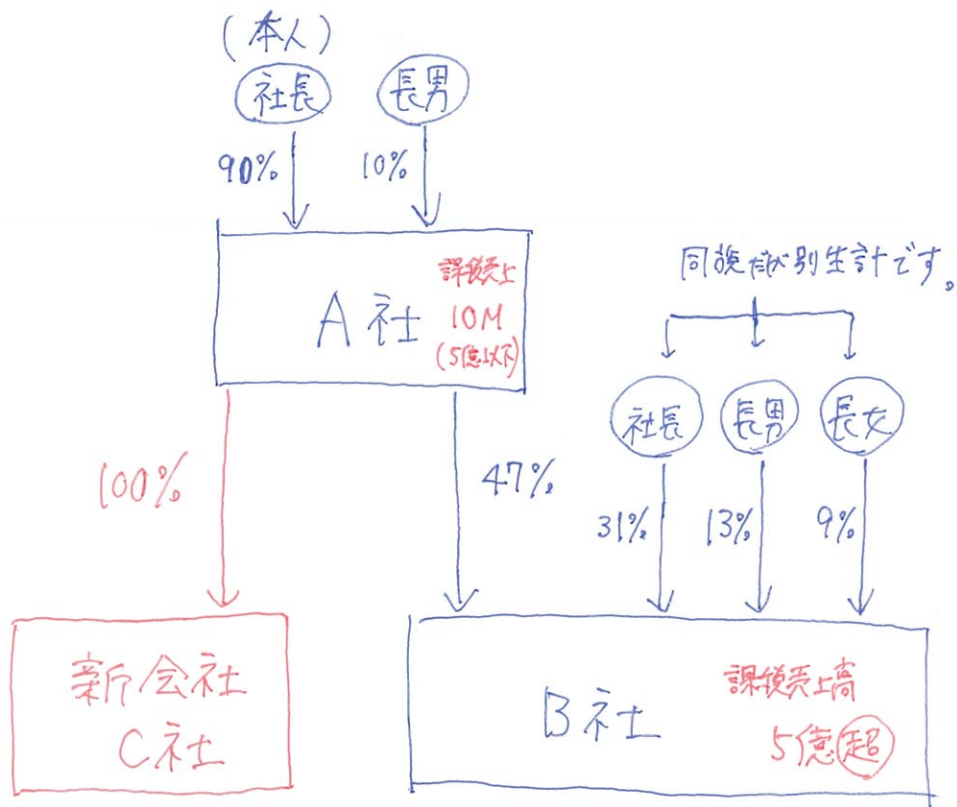 (本人)
社長 長男
90% 10%
A社
課税売上
10M
(5億以下)
同族だが別生計です。
社長 長男 長女
100%
47%
31% 13% 9%
新会社
C社
B社
課税売上高
5億超